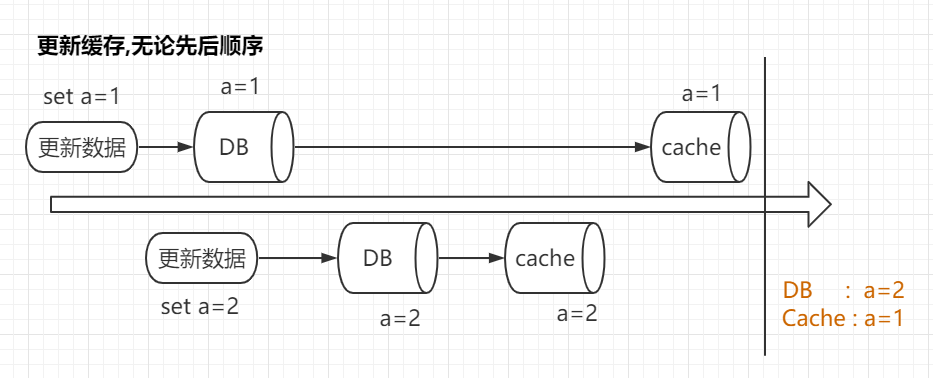 更新缓存,无论先后顺序
set a=1
a=1
a=1
更新数据
DB
cache
更新数据
DB
cache
set a=2
a=2
a=2
DB : a=2
Cache : a=1